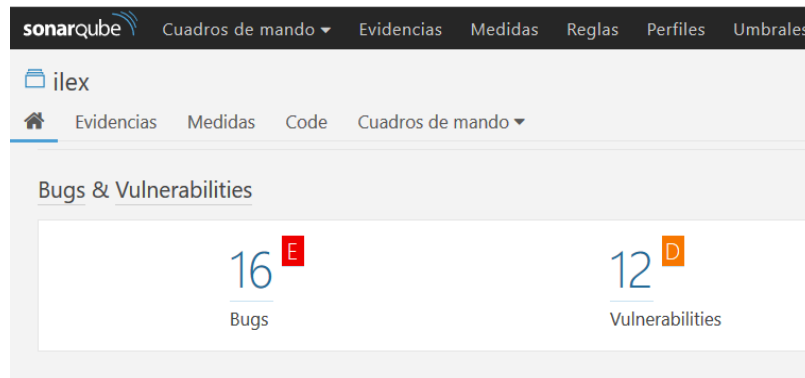 sonarqube Cuadros de mando Evidencias Medidas Reglas Perfiles Umbrales
ilex
Evidencias Medidas Code Cuadros de mando
Bugs & Vulnerabilities
16 E 12 D
Bugs Vulnerabilities